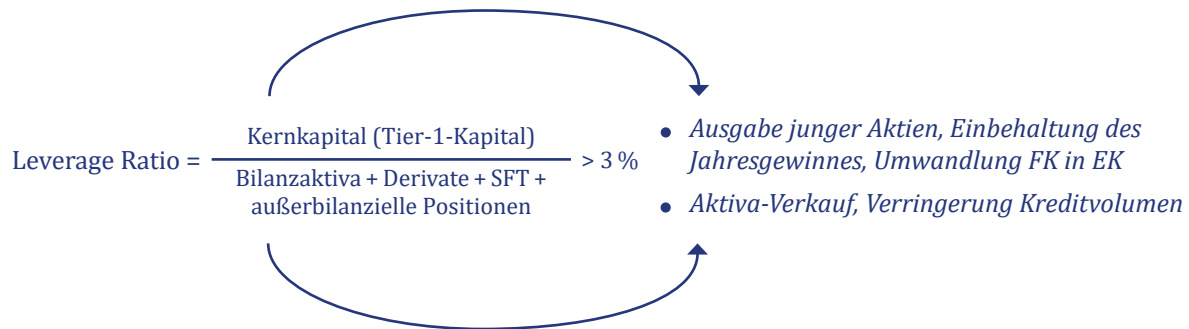 Leverage Ratio =
Kernkapital (Tier-1-Kapital)
Bilanzaktiva + Derivate + SFT +
außerbilanzielle Positionen
> 3 %
• Ausgabe junger Aktien, Einbehaltung des
Jahresgewinnes, Umwandlung FK in EK
• Aktiva-Verkauf, Verringerung Kreditvolumen